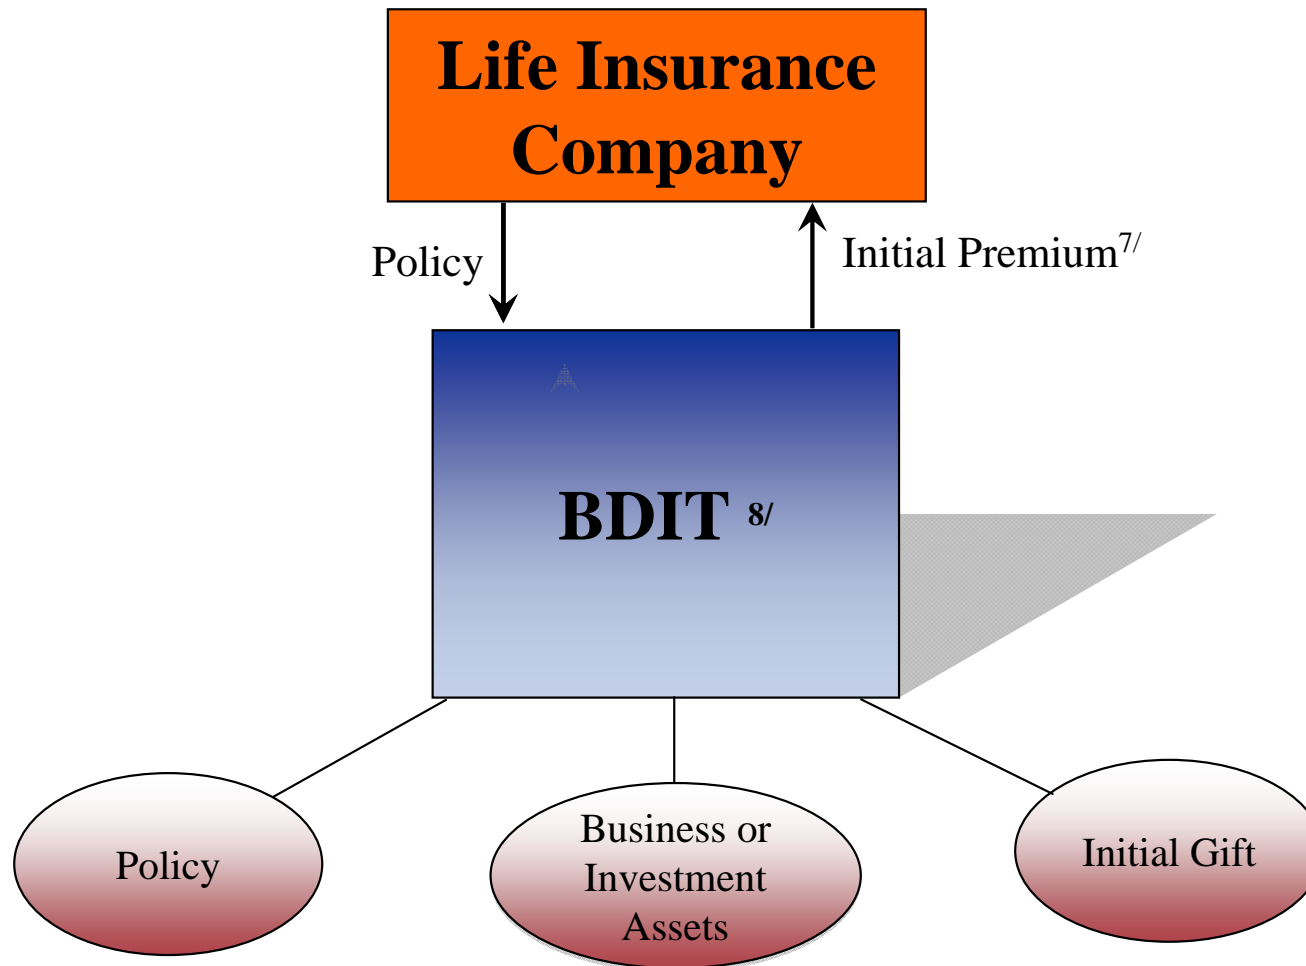 Life Insurance
Company
Policy
Initial Premium7/
BDIT 8/
Policy
Business or
Investment
Assets
Initial Gift